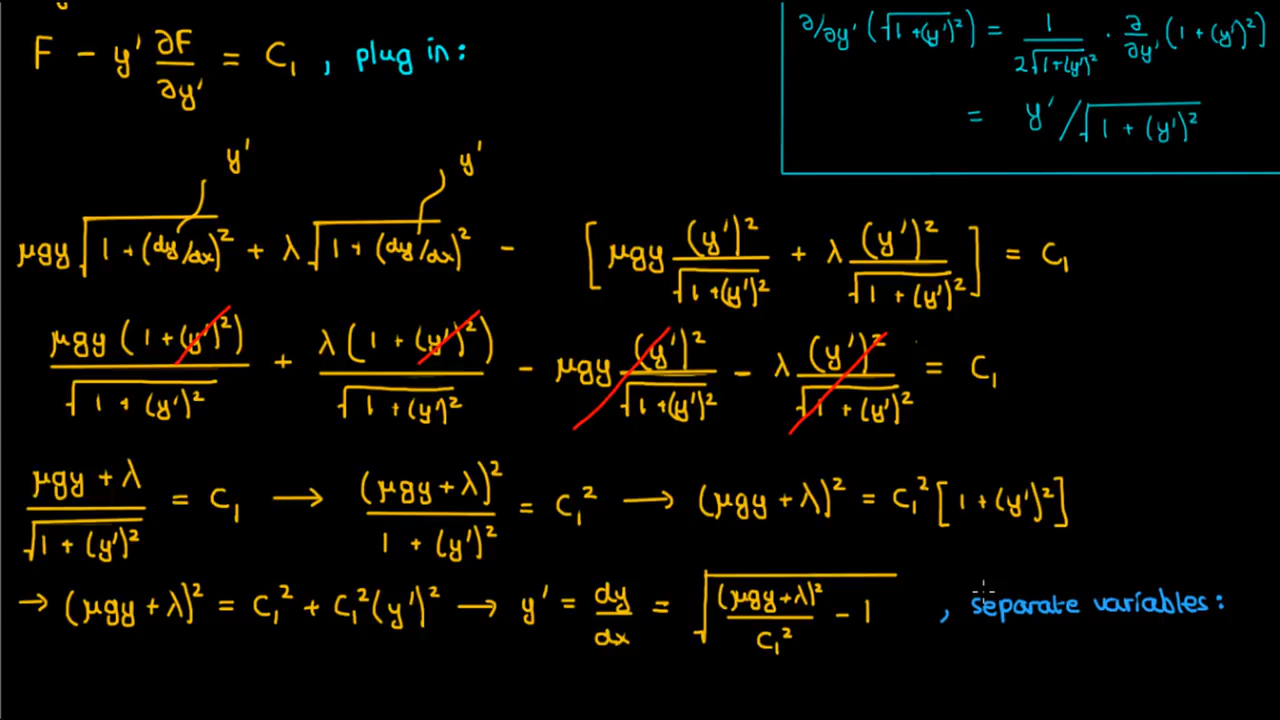 F - y' ∂F/∂y' = C₁ , plug in:
∂/∂y' (√(1+(y')²)) = 1/(2√(1+(y')²)) · ∂/∂y' (1 + (y')²]
= y' / √(1 + (y')²)
y' y'
μgy √(1 + (dy/dx)²) + λ √(1 + (dy/dx)²) - [μgy (y')²/√(1+(y')²) + λ (y')²/√(1 + (y')²)] = C₁
μgy (1 + (y')²)/√(1 + (y')²) + λ (1 + (y')²)/√(1 + (y')²) - μgy (y')²/√(1+(y')²) - λ (y')²/√(1 + (y')²) = C₁
(μgy + λ)/√(1 + (y')²) = C₁ → (μgy + λ)²/(1 + (y')²) = C₁² → (μgy + λ)² = C₁² [1 + (y')²]
→ (μgy + λ)² = C₁² + C₁² (y')² → y' = dy/dx = √((μgy + λ)²/C₁² - 1) , separate variables: